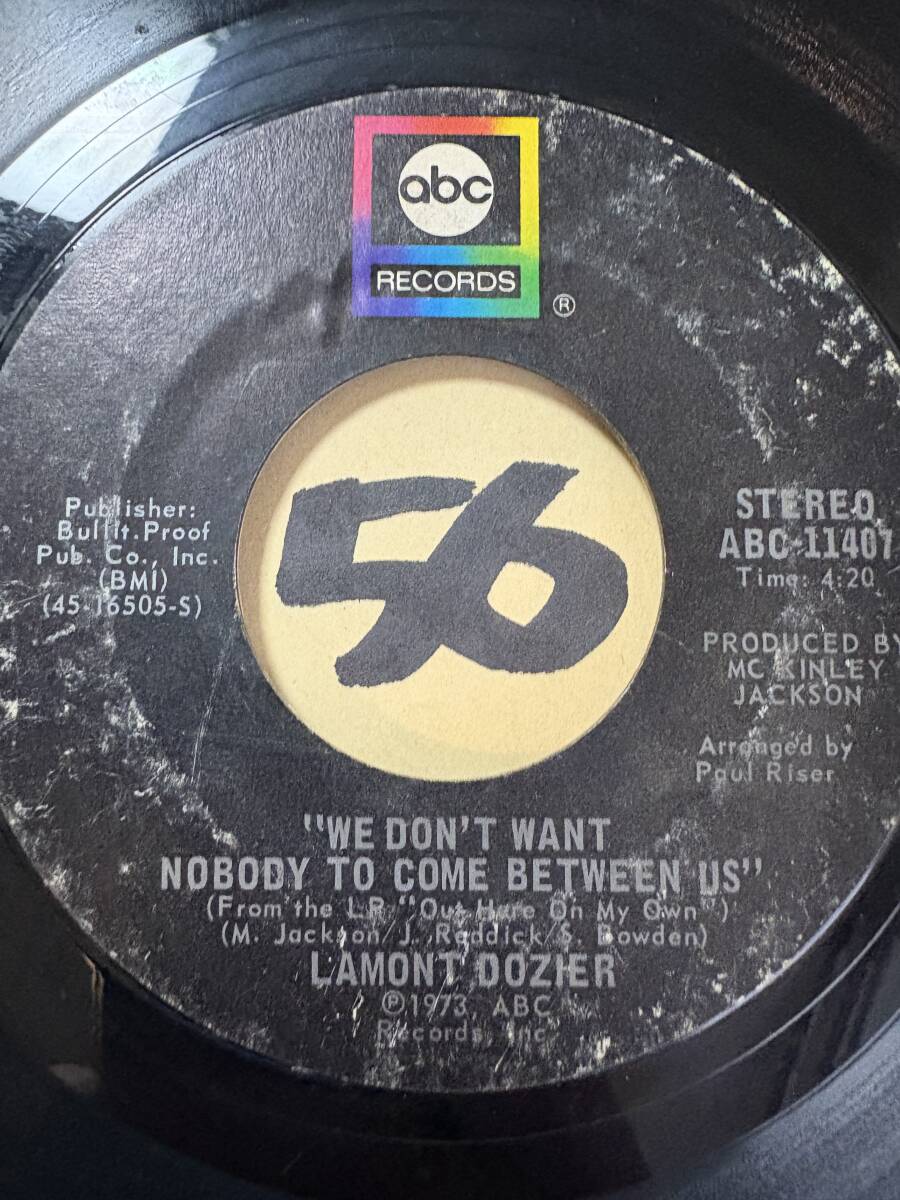 abc
RECORDS
®
Publisher:
Bullit.Proof
Pub. Co., Inc.
(BMI)
(45-16505-S)
56
STEREO
ABC-11407
Time: 4:20
PRODUCED BY
MC KINLEY
JACKSON
Arranged by
Paul Riser
"WE DON'T WANT
NOBODY TO COME BETWEEN US"
(From the LP "Out Here On My Own")
(M. Jackson/J. Reddick/S. Bowden)
LAMONT DOZIER
℗1973, ABC
Records, Inc.